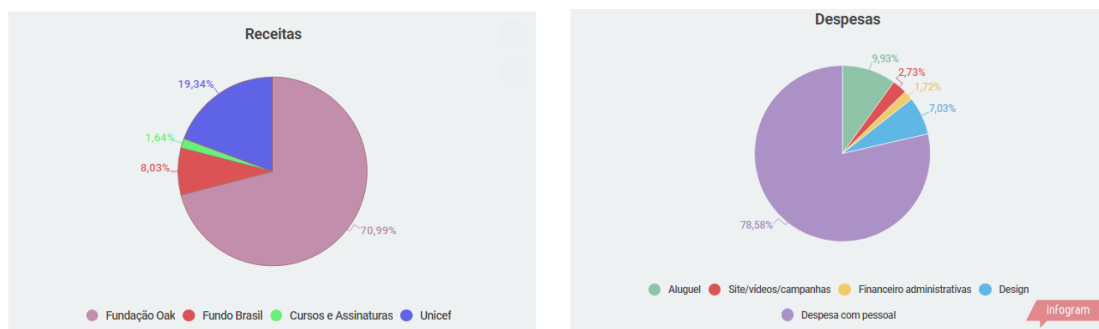 Receitas
19,34%
1,64%
8,03%
70,99%
Fundação Oak Fundo Brasil Cursos e Assinaturas Unicef
Despesas
9,93%
2,73%
1,72%
7,03%
78,58%
Aluguel Site/vídeos/campanhas Financeiro administrativas Design
Despesa com pessoal
infogram